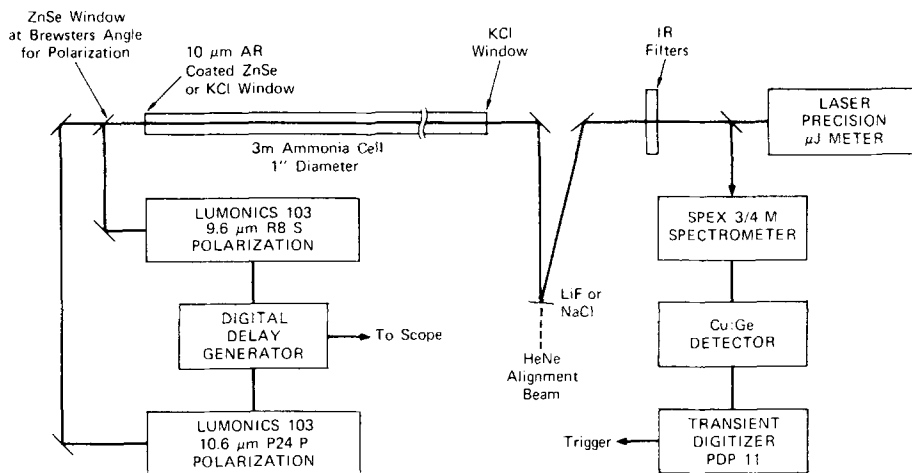 ZnSe Window
at Brewsters Angle
for Polarization
10 μm AR
Coated ZnSe
or KCl Window
KCl
Window
IR
Filters
LASER
PRECISION
μJ METER
3m Ammonia Cell
1" Diameter
LUMONICS 103
9.6 μm R8 S
POLARIZATION
SPEX 3/4 M
SPECTROMETER
DIGITAL
DELAY
GENERATOR
To Scope
LiF or
NaCl
HeNe
Alignment
Beam
Cu:Ge
DETECTOR
LUMONICS 103
10.6 μm P24 P
POLARIZATION
Trigger
TRANSIENT
DIGITIZER
PDP 11